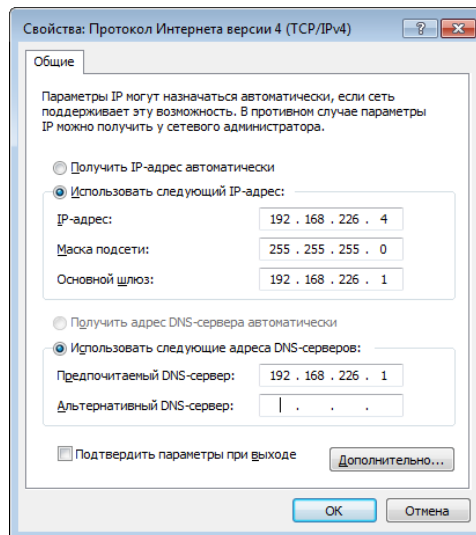 Свойства: Протокол Интернета версии 4 (TCP/IPv4)
Общие
Параметры IP могут назначаться автоматически, если сеть
поддерживает эту возможность. В противном случае параметры
IP можно получить у сетевого администратора.
Получить IP-адрес автоматически
Использовать следующий IP-адрес:
IP-адрес: 192 . 168 . 226 . 4
Маска подсети: 255 . 255 . 255 . 0
Основной шлюз: 192 . 168 . 226 . 1
Получить адрес DNS-сервера автоматически
Использовать следующие адреса DNS-серверов:
Предпочитаемый DNS-сервер: 192 . 168 . 226 . 1
Альтернативный DNS-сервер: . . .
Подтвердить параметры при выходе
Дополнительно...
OK Отмена